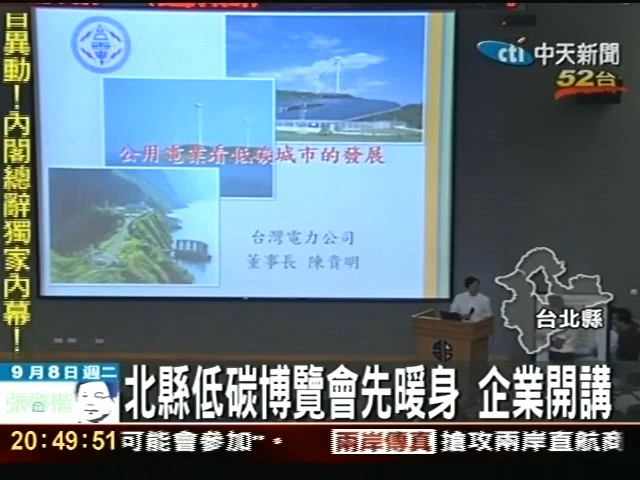 cti 中天新聞
52台
異動！內閣總辭獨家內幕！
台電
公用電業看低碳城市的發展
台灣電力公司
董事長 陳貴明
台北縣
9月8日週二
北縣低碳博覽會先暖身 企業開講
20:49:51 可能會參加"。 兩岸傳真 搶攻兩岸直航商